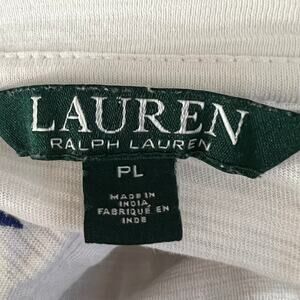 LAUREN
RALPH LAUREN
PL
MADE IN
INDIA
FABRIQUÉ EN
INDE